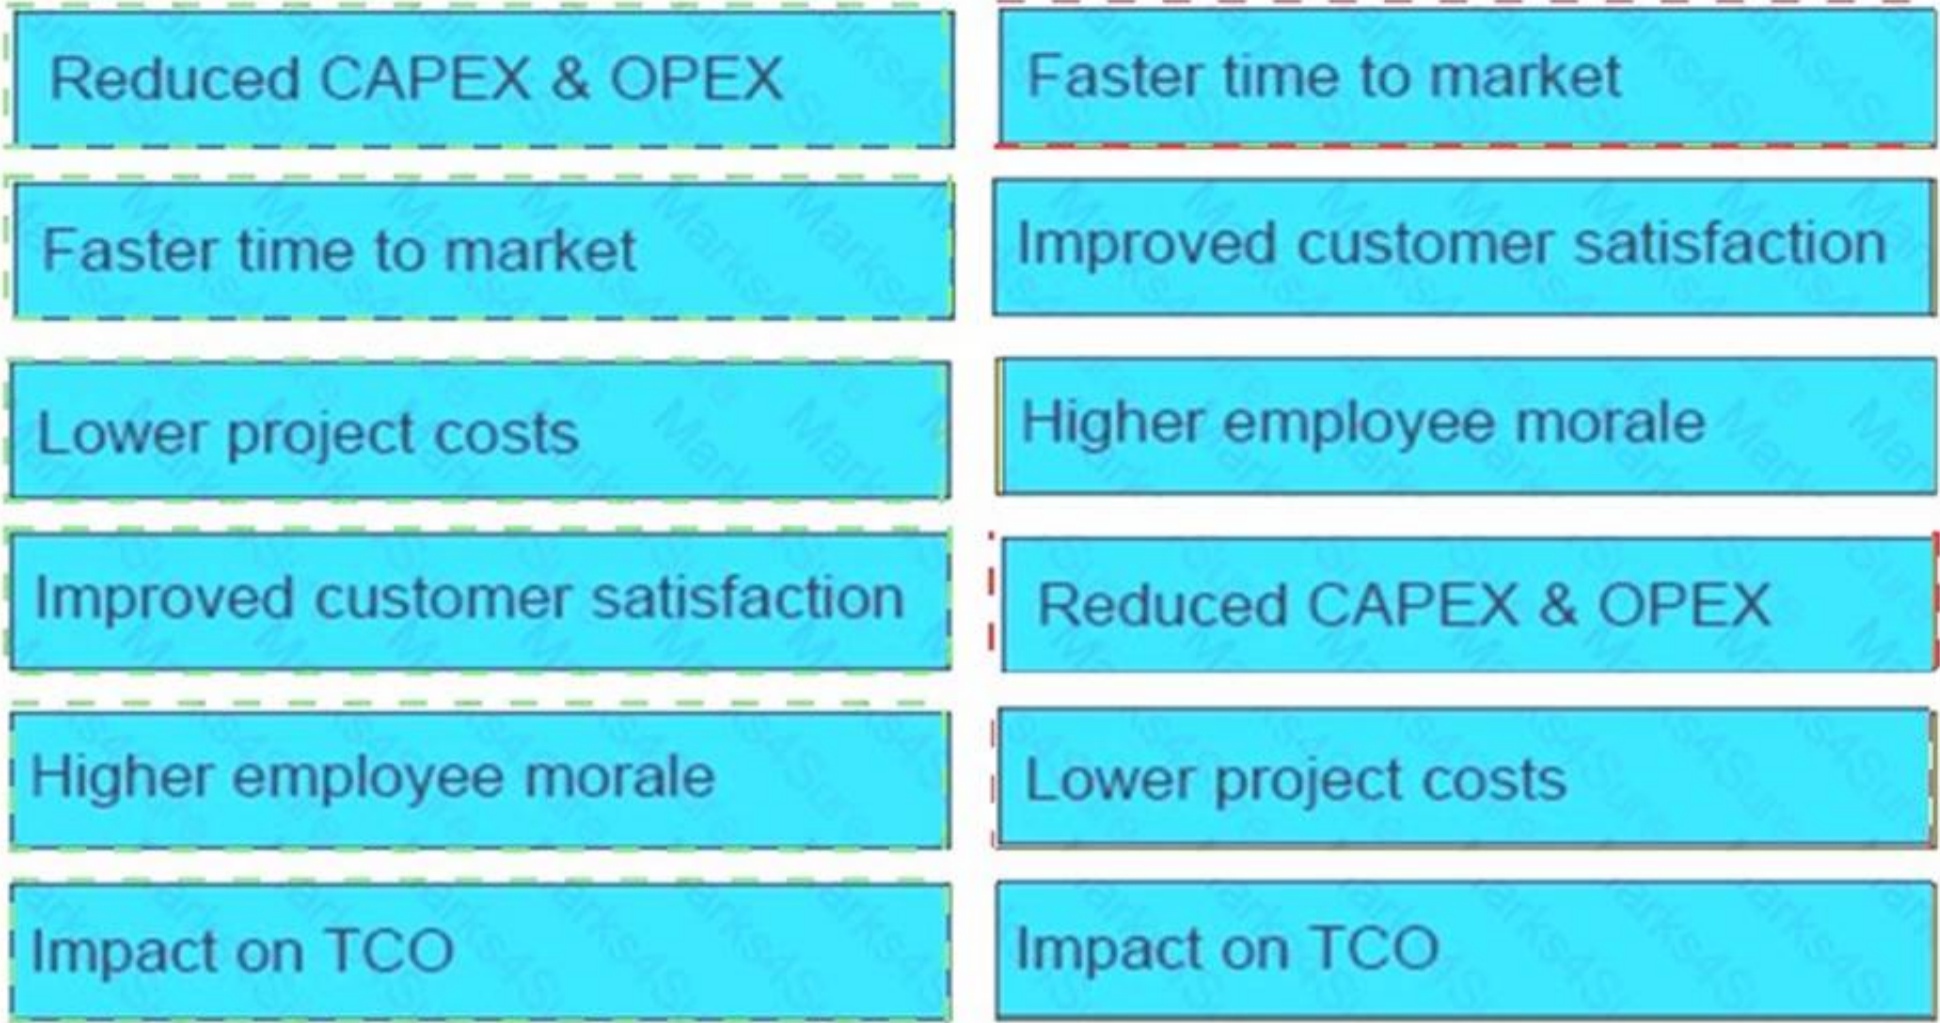 Reduced CAPEX & OPEX
Faster time to market
Lower project costs
Improved customer satisfaction
Higher employee morale
Impact on TCO
Faster time to market
Improved customer satisfaction
Higher employee morale
Reduced CAPEX & OPEX
Lower project costs
Impact on TCO